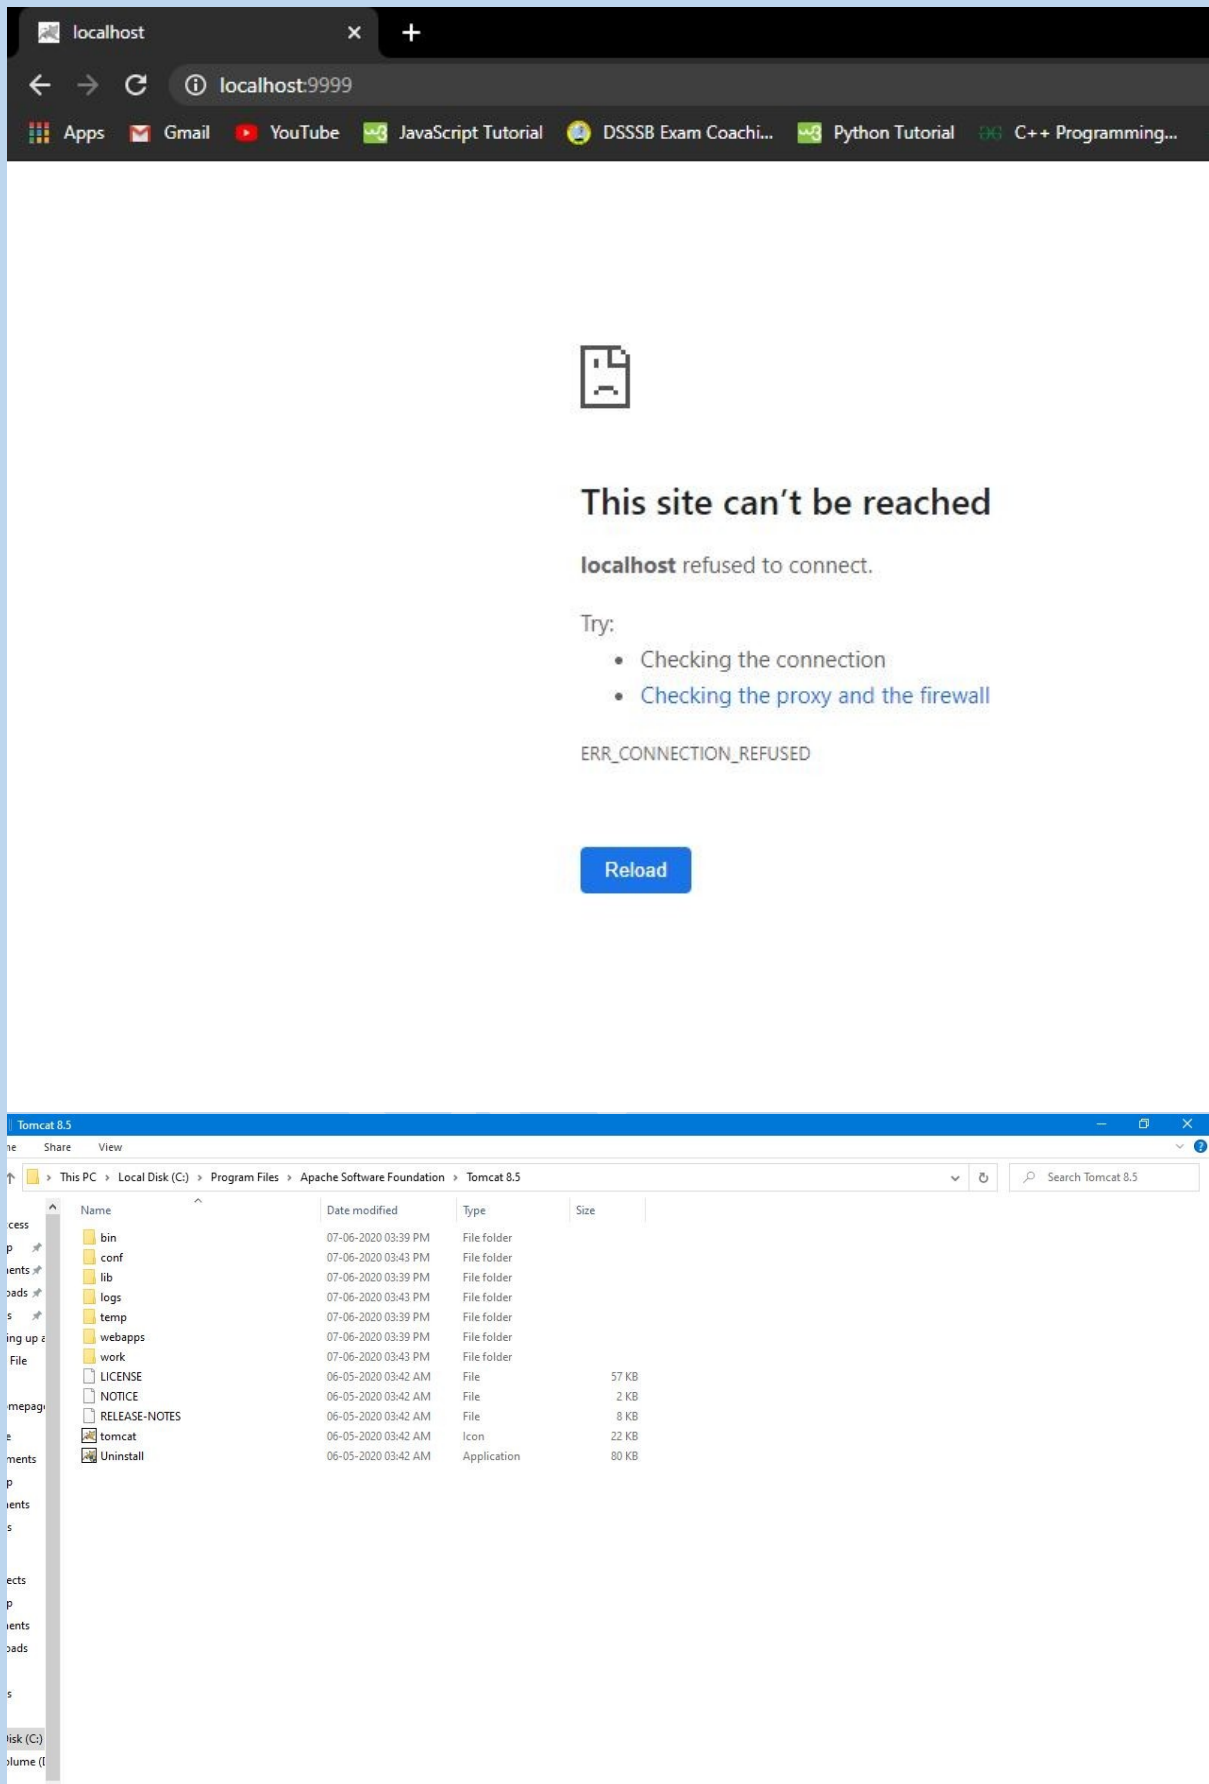 localhost
localhost:9999
Apps Gmail YouTube JavaScript Tutorial DSSSB Exam Coachi... Python Tutorial C++ Programming...
This site can't be reached
localhost refused to connect.
Try:
• Checking the connection
• Checking the proxy and the firewall
ERR_CONNECTION_REFUSED
Reload
Tomcat 8.5
Share View
This PC > Local Disk (C:) > Program Files > Apache Software Foundation > Tomcat 8.5 Search Tomcat 8.5
Name Date modified Type Size
bin 07-06-2020 03:39 PM File folder
conf 07-06-2020 03:43 PM File folder
lib 07-06-2020 03:39 PM File folder
logs 07-06-2020 03:43 PM File folder
temp 07-06-2020 03:39 PM File folder
webapps 07-06-2020 03:39 PM File folder
work 07-06-2020 03:43 PM File folder
LICENSE 06-05-2020 03:42 AM File 57 KB
NOTICE 06-05-2020 03:42 AM File 2 KB
RELEASE-NOTES 06-05-2020 03:42 AM File 8 KB
tomcat 06-05-2020 03:42 AM Icon 22 KB
Uninstall 06-05-2020 03:42 AM Application 80 KB
File
(C:)